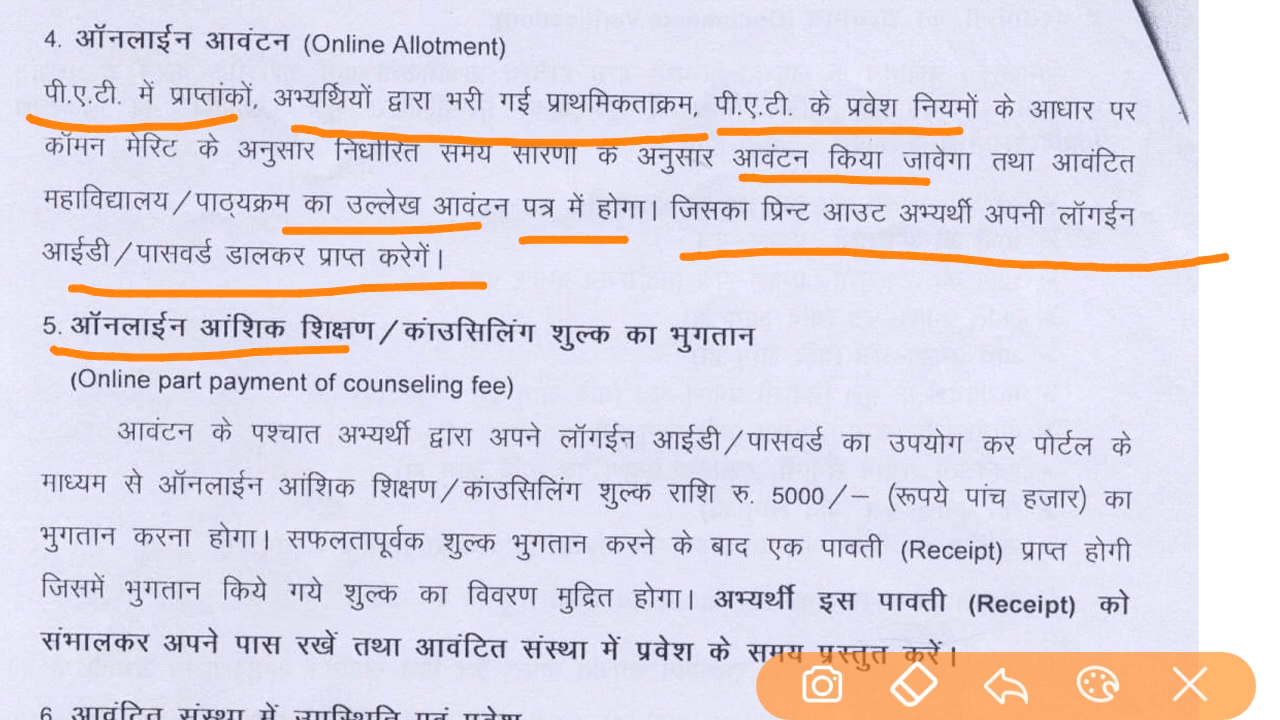 4. ऑनलाईन आवंटन (Online Allotment)
पी.ए.टी. में प्राप्तांकों, अभ्यर्थियों द्वारा भरी गई प्राथमिकताक्रम, पी.ए.टी. के प्रवेश नियमों के आधार पर
कॉमन मेरिट के अनुसार निर्धारित समय सारणी के अनुसार आवंटन किया जावेगा तथा आवंटित
महाविद्यालय/पाठ्यक्रम का उल्लेख आवंटन पत्र में होगा। जिसका प्रिन्ट आउट अभ्यर्थी अपनी लॉगईन
आईडी/पासवर्ड डालकर प्राप्त करेगें।
5. ऑनलाईन आंशिक शिक्षण/काउंसिलिंग शुल्क का भुगतान
(Online part payment of counseling fee)
आवंटन के पश्चात अभ्यर्थी द्वारा अपने लॉगईन आईडी/पासवर्ड का उपयोग कर पोर्टल के
माध्यम से ऑनलाईन आंशिक शिक्षण/काउंसिलिंग शुल्क राशि रु. 5000/– (रूपये पांच हजार) का
भुगतान करना होगा। सफलतापूर्वक शुल्क भुगतान करने के बाद एक पावती (Receipt) प्राप्त होगी
जिसमें भुगतान किये गये शुल्क का विवरण मुद्रित होगा। अभ्यर्थी इस पावती (Receipt) को
संभालकर अपने पास रखें तथा आवंटित संस्था में प्रवेश के समय प्रस्तुत करें।
6. आवंटित संस्था में उपस्थिति एवं प्रवेश